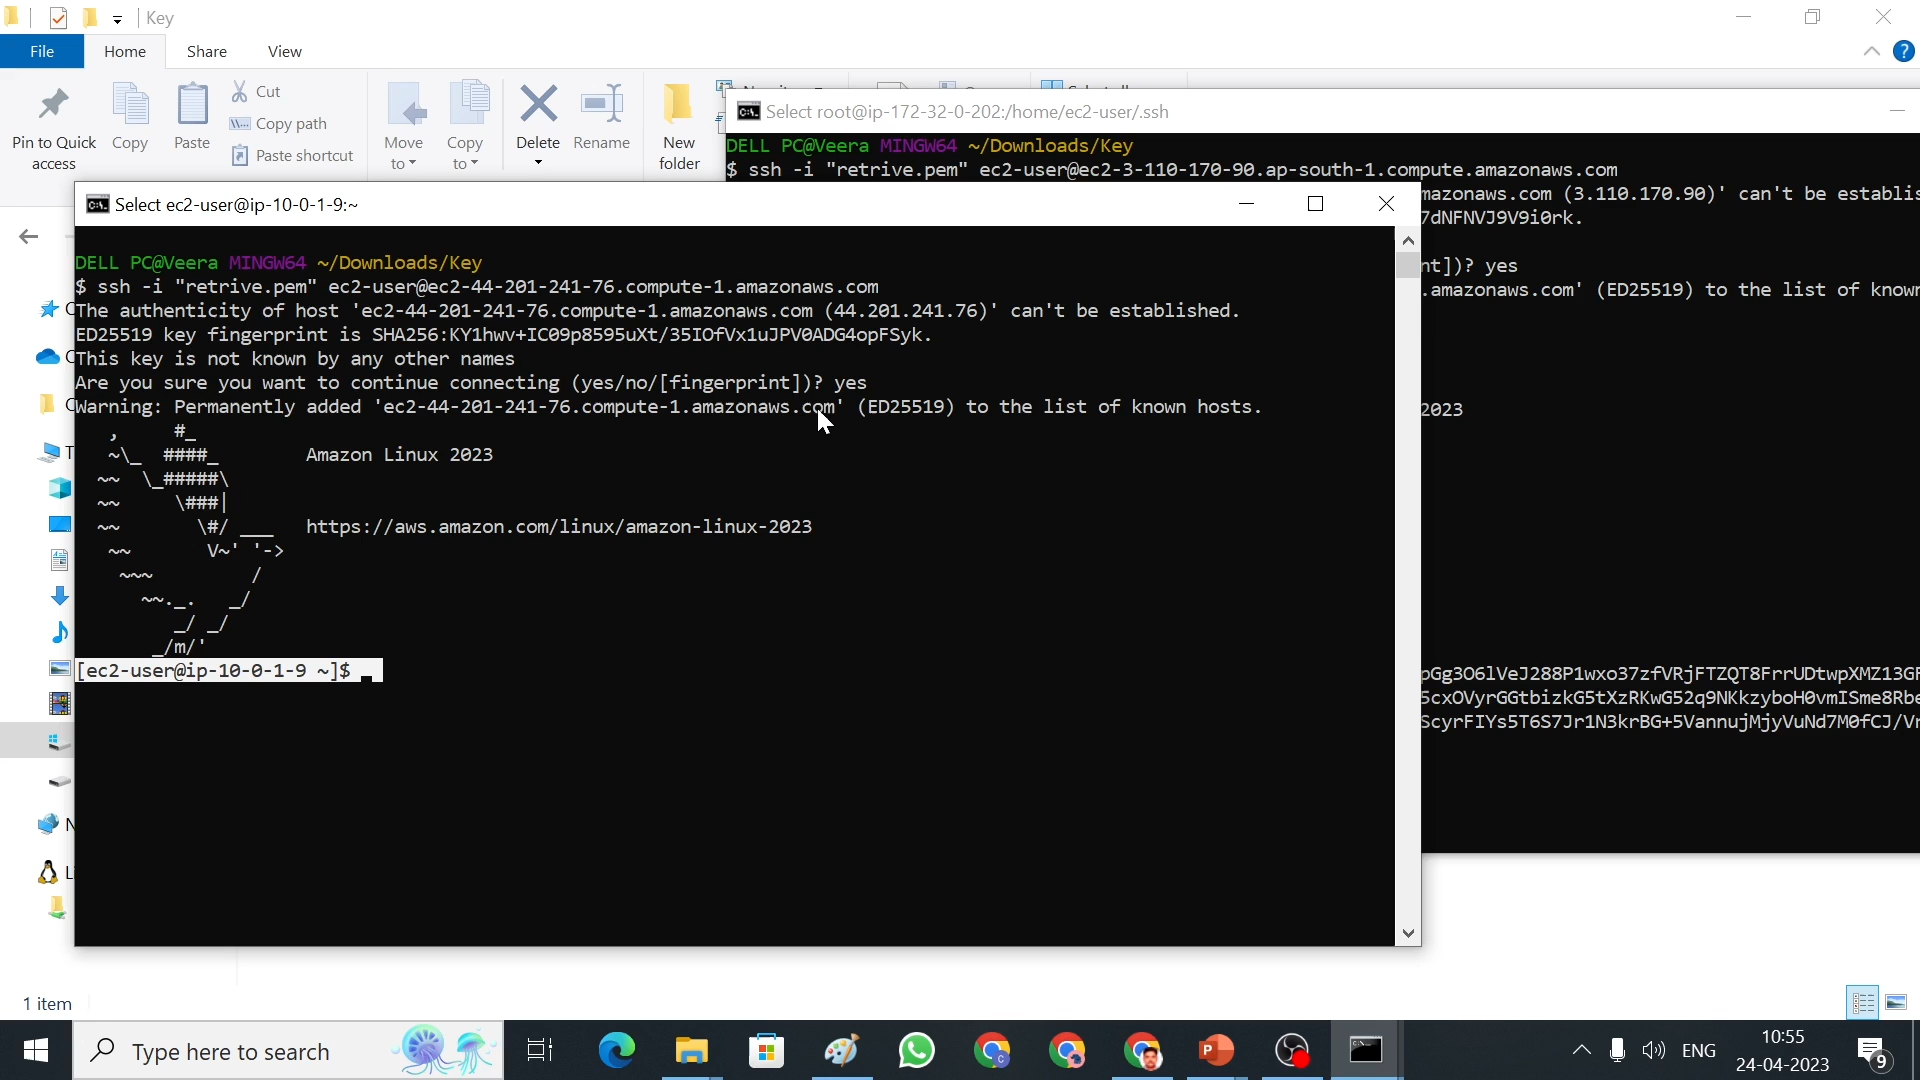 Key
File
Home
Share
View
Pin to Quick access
Copy
Paste
Cut
Copy path
Paste shortcut
Move to
Copy to
Delete
Rename
New folder
Select root@ip-172-32-0-202:/home/ec2-user/.ssh
DELL PC@Veera MINGW64 ~/Downloads/Key
$ ssh -i "retrive.pem" ec2-user@ec2-3-110-170-90.ap-south-1.compute.amazonaws.com
mazonaws.com (3.110.170.90)' can't be establis
7dNFNVJ9V9i0rk.
nt])? yes
.amazonaws.com' (ED25519) to the list of known
2023
pGg3O6lVeJ288P1wxo37zfVRjFTZQT8FrrUDtwpXMZ13GF
5cxOVyrGGtbizkG5tXzRKwG52q9NKkzyboH0vmISme8Rbe
ScyrFIYs5T6S7Jr1N3krBG+5VannujMjyVuNd7M0fCJ/Vr
Select ec2-user@ip-10-0-1-9:~
DELL PC@Veera MINGW64 ~/Downloads/Key
$ ssh -i "retrive.pem" ec2-user@ec2-44-201-241-76.compute-1.amazonaws.com
The authenticity of host 'ec2-44-201-241-76.compute-1.amazonaws.com (44.201.241.76)' can't be established.
ED25519 key fingerprint is SHA256:KY1hwv+IC09p8595uXt/35IOfVx1uJPV0ADG4opFSyk.
This key is not known by any other names
Are you sure you want to continue connecting (yes/no/[fingerprint])? yes
Warning: Permanently added 'ec2-44-201-241-76.compute-1.amazonaws.com' (ED25519) to the list of known hosts.
   ,     #_
   ~\_  ####_        Amazon Linux 2023
  ~~  \_#####\
  ~~     \###|
  ~~       \#/ ___   https://aws.amazon.com/linux/amazon-linux-2023
   ~~       V~' '->
    ~~~         /
      ~~._.   _/
         _/ _/
       _/m/'
[ec2-user@ip-10-0-1-9 ~]$
1 item
Type here to search
ENG
10:55
24-04-2023
9